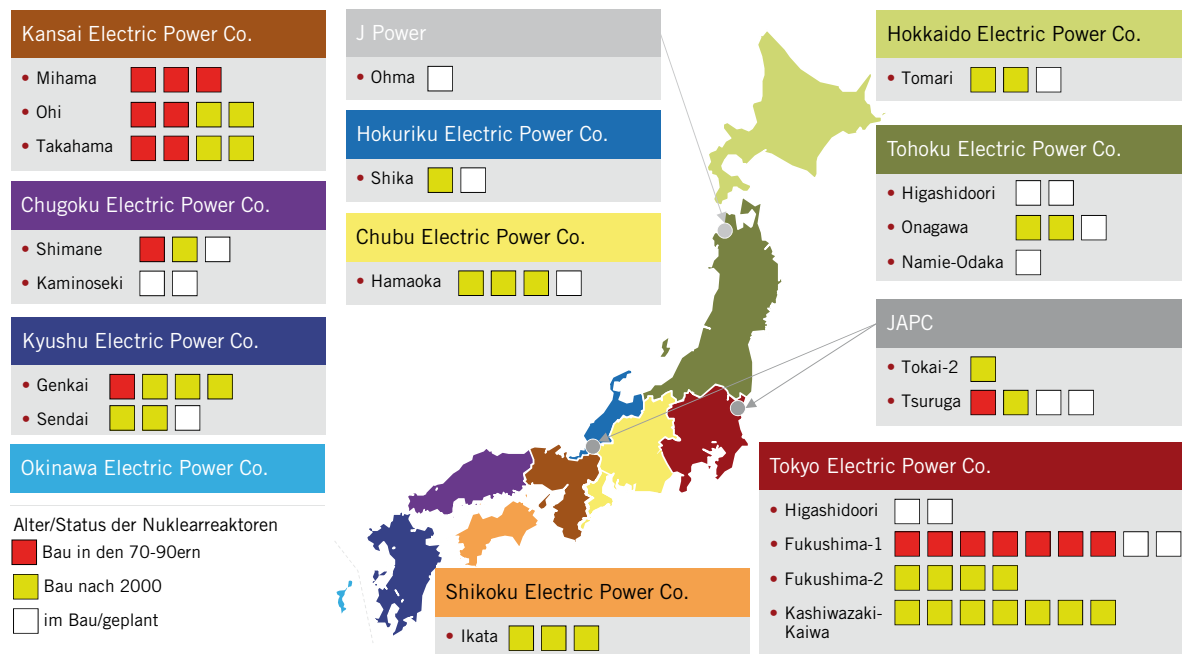 Kansai Electric Power Co.
Mihama
Ohi
Takahama
Chugoku Electric Power Co.
Shimane
Kaminoseki
Kyushu Electric Power Co.
Genkai
Sendai
Okinawa Electric Power Co.
Alter/Status der Nuklearreaktoren
Bau in den 70-90ern
Bau nach 2000
im Bau/geplant
J Power
Ohma
Hokuriku Electric Power Co.
Shika
Chubu Electric Power Co.
Hamaoka
Shikoku Electric Power Co.
Ikata
Hokkaido Electric Power Co.
Tomari
Tohoku Electric Power Co.
Higashidoori
Onagawa
Namie-Odaka
JAPC
Tokai-2
Tsuruga
Tokyo Electric Power Co.
Higashidoori
Fukushima-1
Fukushima-2
Kashiwazaki-
Kaiwa